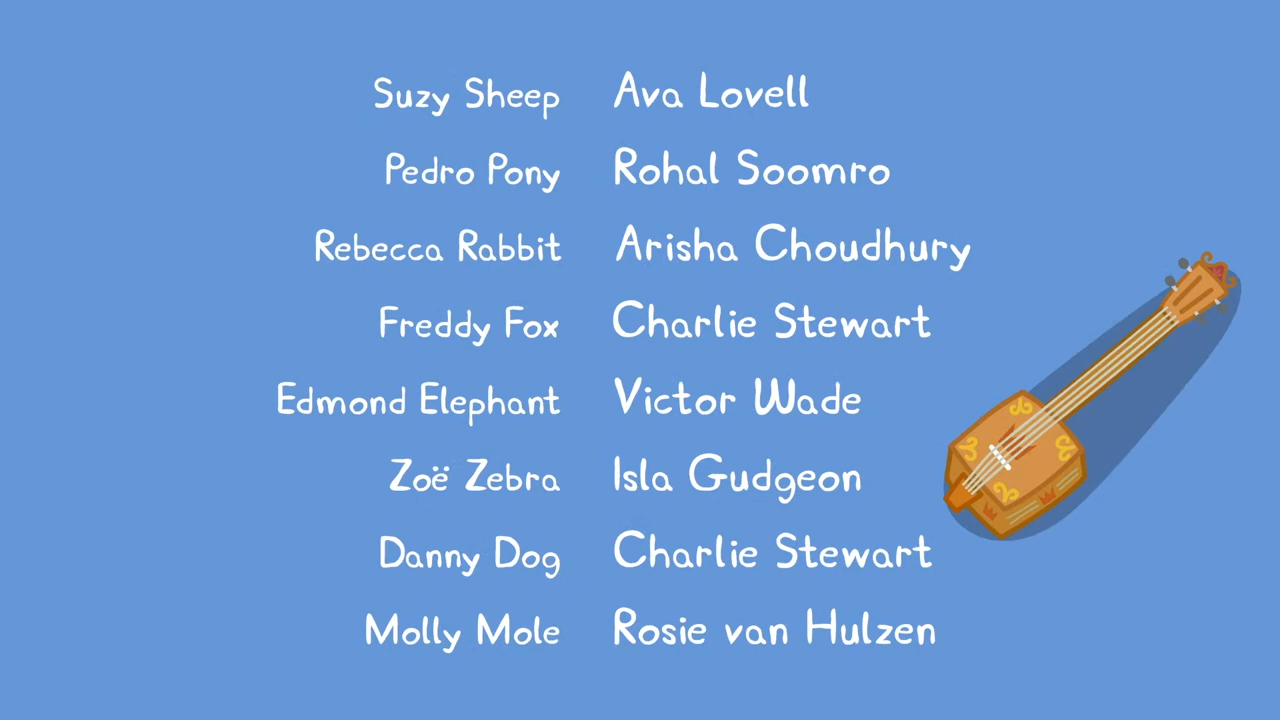 Suzy Sheep Ava Lovell
Pedro Pony Rohal Soomro
Rebecca Rabbit Arisha Choudhury
Freddy Fox Charlie Stewart
Edmond Elephant Victor Wade
Zoë Zebra Isla Gudgeon
Danny Dog Charlie Stewart
Molly Mole Rosie van Hulzen